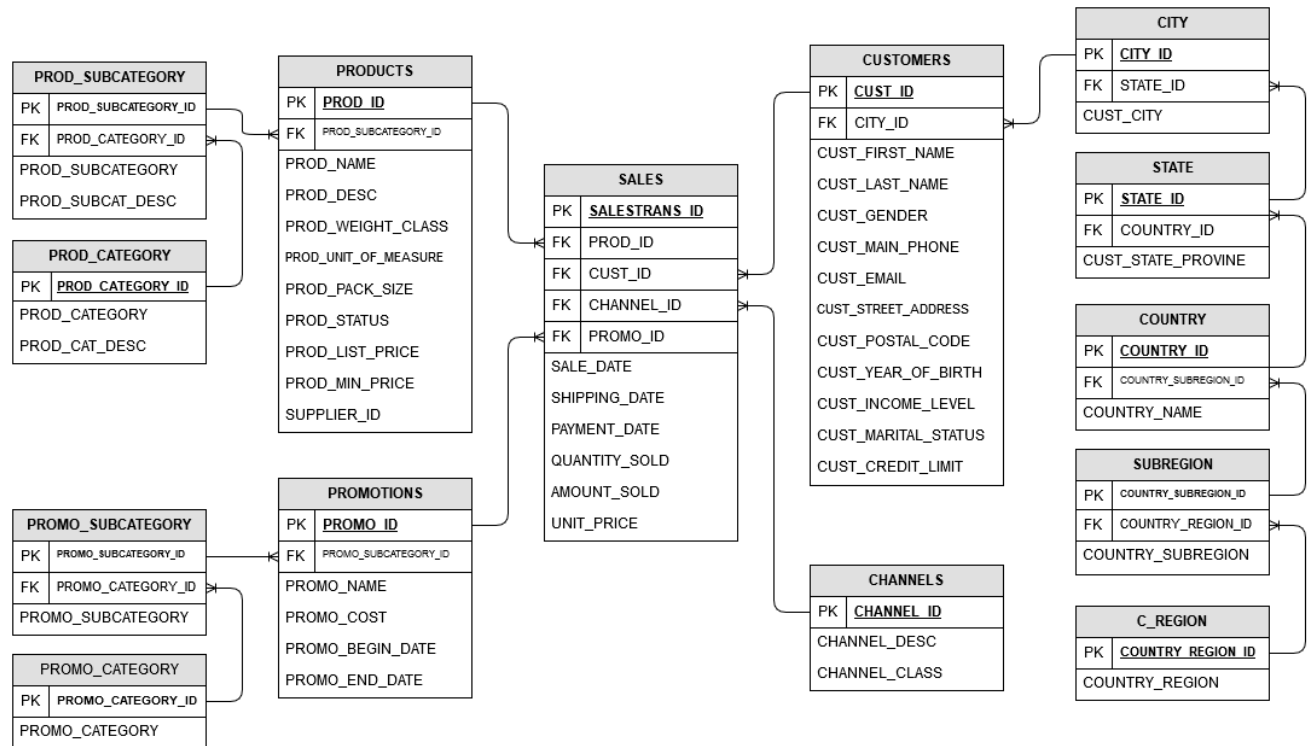 PROD_SUBCATEGORY
PK PROD_SUBCATEGORY_ID
FK PROD_CATEGORY_ID
PROD_SUBCATEGORY
PROD_SUBCAT_DESC
PROD_CATEGORY
PK PROD_CATEGORY_ID
PROD_CATEGORY
PROD_CAT_DESC
PROMO_SUBCATEGORY
PK PROMO_SUBCATEGORY_ID
FK PROMO_CATEGORY_ID
PROMO_SUBCATEGORY
PROMO_CATEGORY
PK PROMO_CATEGORY_ID
PROMO_CATEGORY
PRODUCTS
PK PROD_ID
FK PROD_SUBCATEGORY_ID
PROD_NAME
PROD_DESC
PROD_WEIGHT_CLASS
PROD_UNIT_OF_MEASURE
PROD_PACK_SIZE
PROD_STATUS
PROD_LIST_PRICE
PROD_MIN_PRICE
SUPPLIER_ID
PROMOTIONS
PK PROMO_ID
FK PROMO_SUBCATEGORY_ID
PROMO_NAME
PROMO_COST
PROMO_BEGIN_DATE
PROMO_END_DATE
SALES
PK SALESTRANS_ID
FK PROD_ID
FK CUST_ID
FK CHANNEL_ID
FK PROMO_ID
SALE_DATE
SHIPPING_DATE
PAYMENT_DATE
QUANTITY_SOLD
AMOUNT_SOLD
UNIT_PRICE
CUSTOMERS
PK CUST_ID
FK CITY_ID
CUST_FIRST_NAME
CUST_LAST_NAME
CUST_GENDER
CUST_MAIN_PHONE
CUST_EMAIL
CUST_STREET_ADDRESS
CUST_POSTAL_CODE
CUST_YEAR_OF_BIRTH
CUST_INCOME_LEVEL
CUST_MARITAL_STATUS
CUST_CREDIT_LIMIT
CHANNELS
PK CHANNEL_ID
CHANNEL_DESC
CHANNEL_CLASS
CITY
PK CITY_ID
FK STATE_ID
CUST_CITY
STATE
PK STATE_ID
FK COUNTRY_ID
CUST_STATE_PROVINE
COUNTRY
PK COUNTRY_ID
FK COUNTRY_SUBREGION_ID
COUNTRY_NAME
SUBREGION
PK COUNTRY_SUBREGION_ID
FK COUNTRY_REGION_ID
COUNTRY_SUBREGION
C_REGION
PK COUNTRY_REGION_ID
COUNTRY_REGION